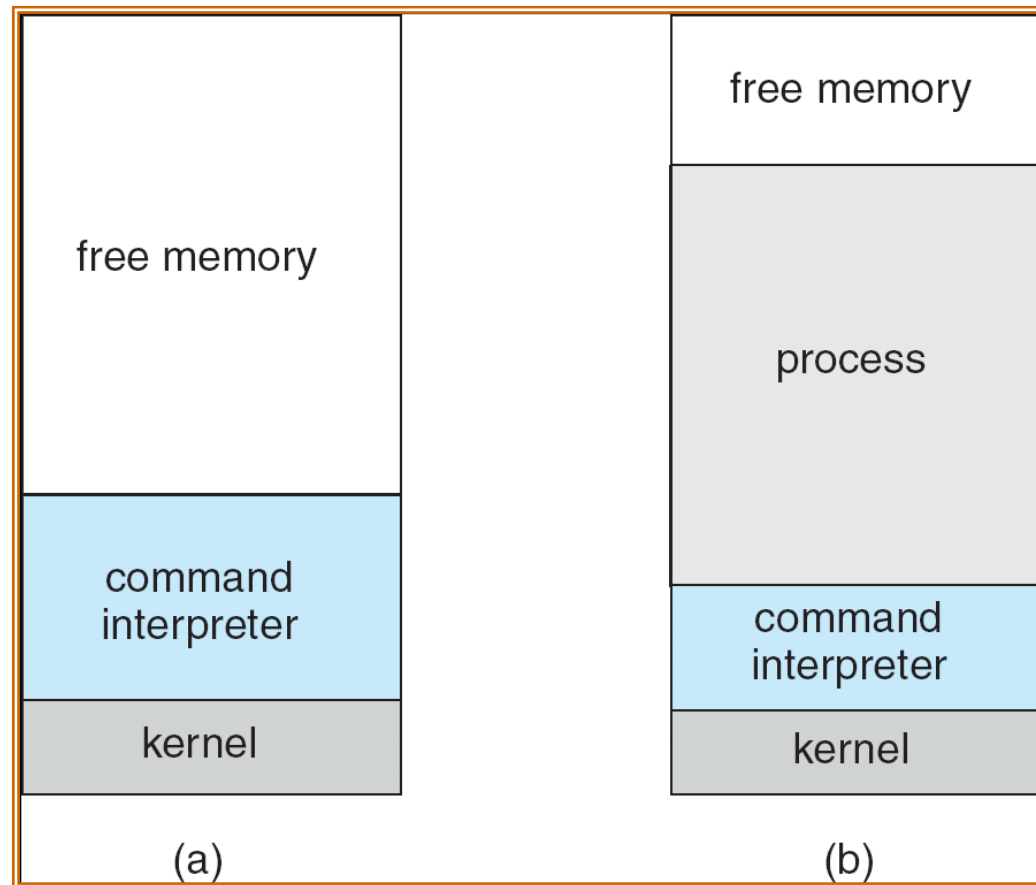 free memory
command
interpreter
kernel
(a)
free memory
process
command
interpreter
kernel
(b)